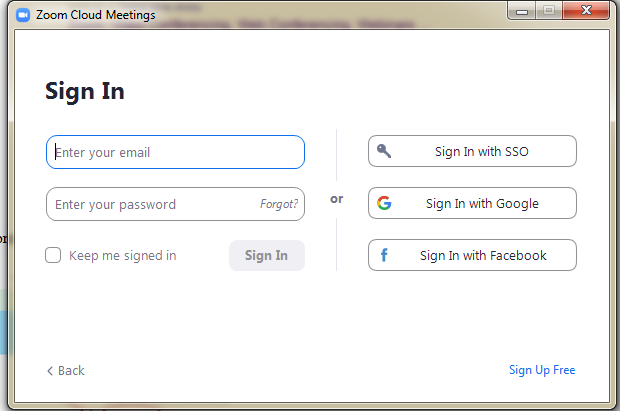 Zoom Cloud Meetings
Sign In
Enter your email
Enter your password
Forgot?
Keep me signed in
Sign In
or
Sign In with SSO
Sign In with Google
Sign In with Facebook
Back
Sign Up Free